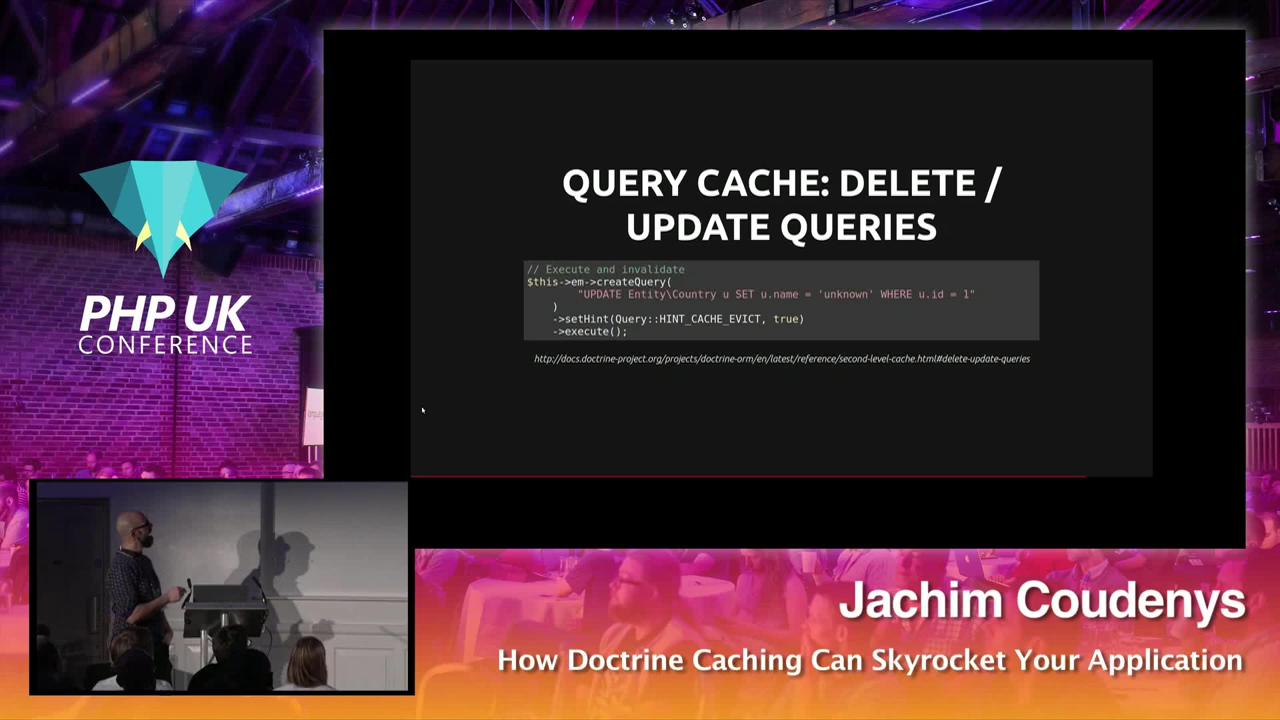 QUERY CACHE: DELETE /
UPDATE QUERIES
// Execute and invalidate
$this->em->createQuery(
"UPDATE Entity\Country u SET u.name = 'unknown' WHERE u.id = 1"
)
->setHint(Query::HINT_CACHE_EVICT, true)
->execute();
http://docs.doctrine-project.org/projects/doctrine-orm/en/latest/reference/second-level-cache.html#delete-update-queries
PHP UK
CONFERENCE
Jachim Coudenys
How Doctrine Caching Can Skyrocket Your Application